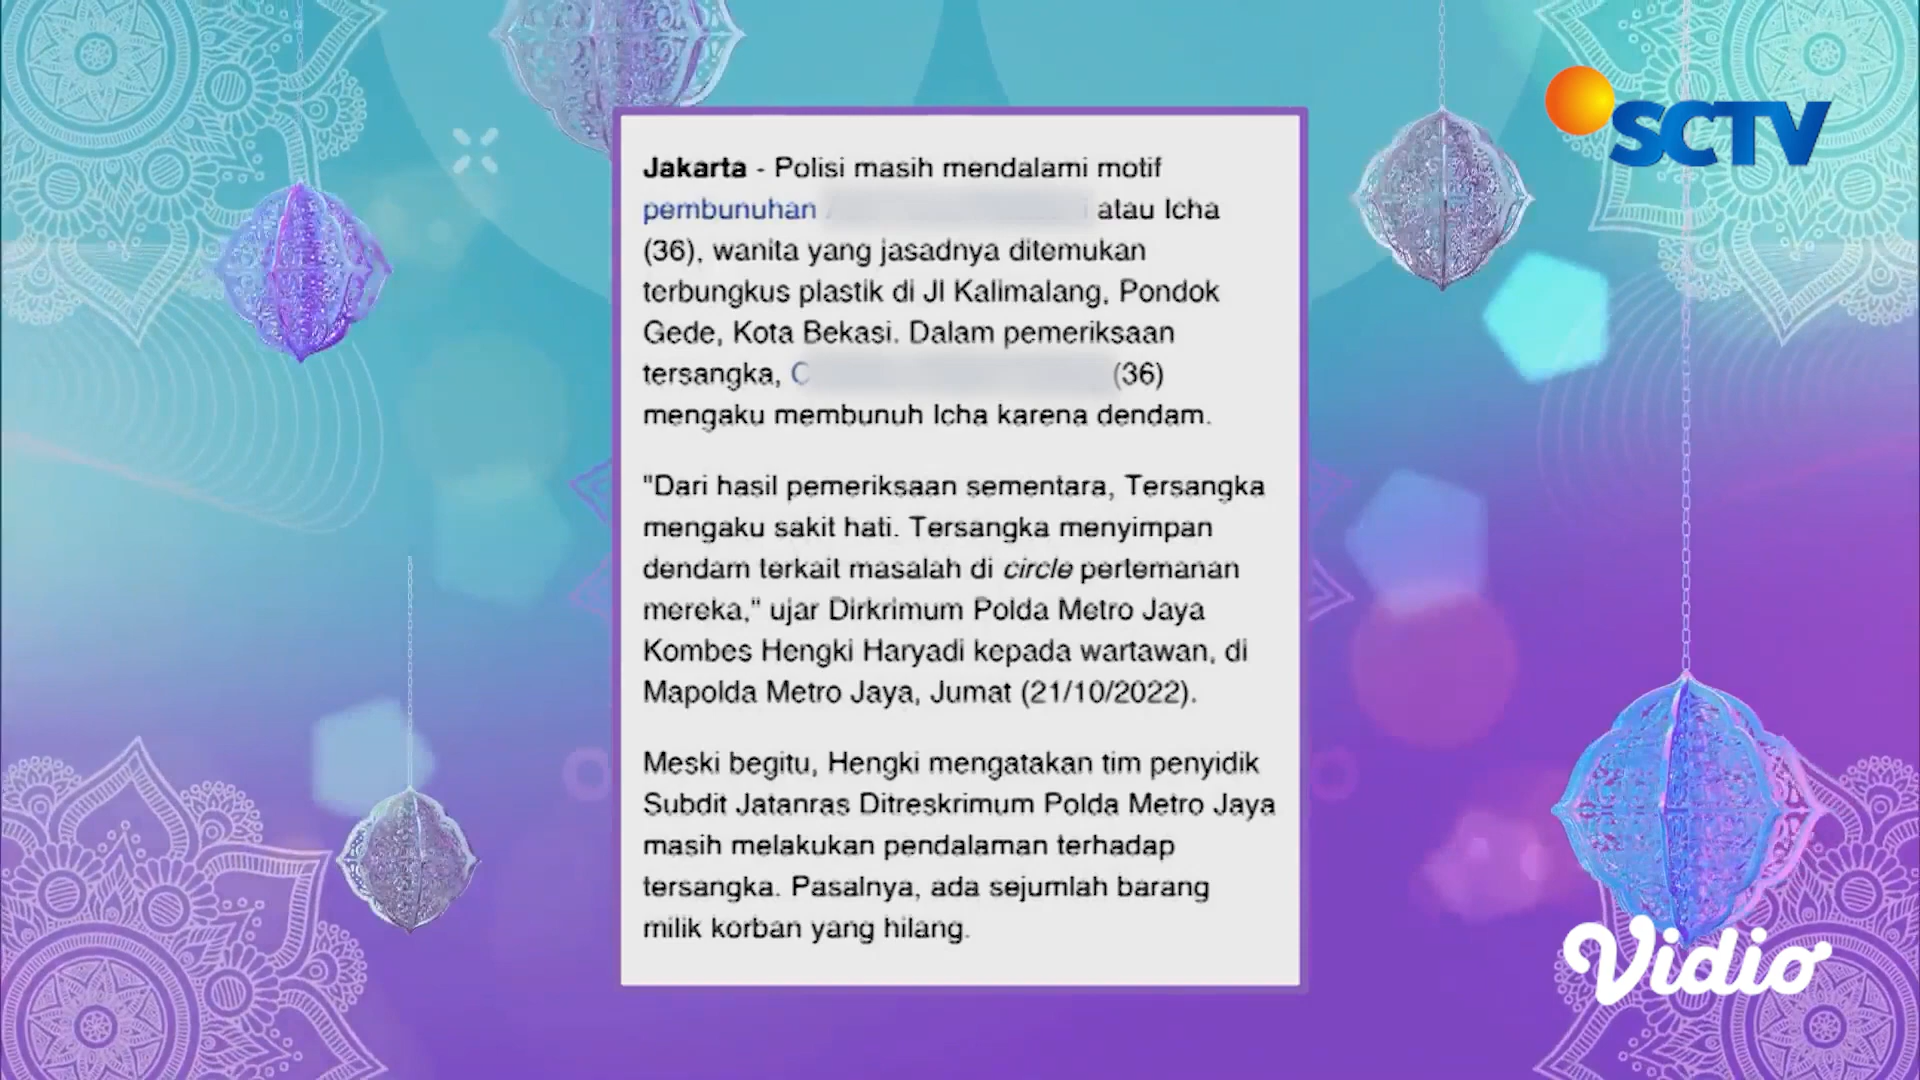 SCTV
Jakarta - Polisi masih mendalami motif
pembunuhan atau Icha
(36), wanita yang jasadnya ditemukan
terbungkus plastik di Jl Kalimalang, Pondok
Gede, Kota Bekasi. Dalam pemeriksaan
tersangka, (36)
mengaku membunuh Icha karena dendam.
"Dari hasil pemeriksaan sementara, Tersangka
mengaku sakit hati. Tersangka menyimpan
dendam terkait masalah di circle pertemanan
mereka," ujar Dirkrimum Polda Metro Jaya
Kombes Hengki Haryadi kepada wartawan, di
Mapolda Metro Jaya, Jumat (21/10/2022).
Meski begitu, Hengki mengatakan tim penyidik
Subdit Jatanras Ditreskrimum Polda Metro Jaya
masih melakukan pendalaman terhadap
tersangka. Pasalnya, ada sejumlah barang
milik korban yang hilang.
Vidio